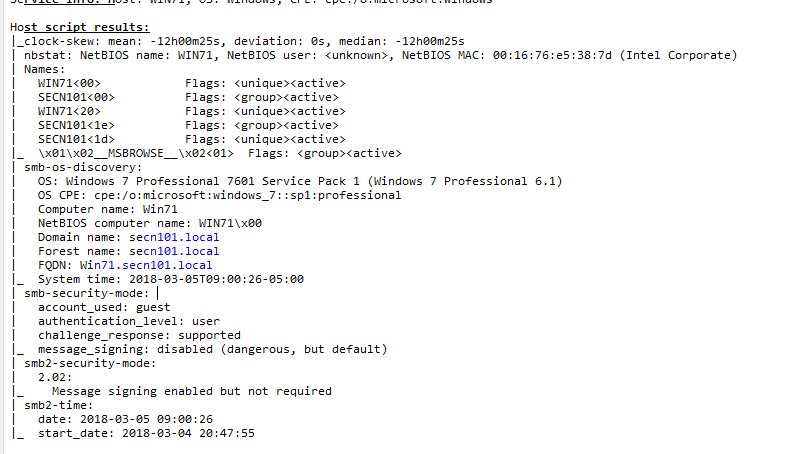 Service Info: Host: WIN71; OS: Windows; CPE: cpe:/o:microsoft:windows
Host script results:
|_clock-skew: mean: -12h00m25s, deviation: 0s, median: -12h00m25s
| nbstat: NetBIOS name: WIN71, NetBIOS user: <unknown>, NetBIOS MAC: 00:16:76:e5:38:7d (Intel Corporate)
| Names:
|   WIN71<00>            Flags: <unique><active>
|   SECN101<00>          Flags: <group><active>
|   WIN71<20>            Flags: <unique><active>
|   SECN101<1e>          Flags: <group><active>
|   SECN101<1d>          Flags: <unique><active>
|_  \x01\x02__MSBROWSE__\x02<01>  Flags: <group><active>
| smb-os-discovery:
|   OS: Windows 7 Professional 7601 Service Pack 1 (Windows 7 Professional 6.1)
|   OS CPE: cpe:/o:microsoft:windows_7::sp1:professional
|   Computer name: Win71
|   NetBIOS computer name: WIN71\x00
|   Domain name: secn101.local
|   Forest name: secn101.local
|   FQDN: Win71.secn101.local
|_  System time: 2018-03-05T09:00:26-05:00
| smb-security-mode:
|   account_used: guest
|   authentication_level: user
|   challenge_response: supported
|_  message_signing: disabled (dangerous, but default)
| smb2-security-mode:
|   2.02:
|_    Message signing enabled but not required
| smb2-time:
|   date: 2018-03-05 09:00:26
|_  start_date: 2018-03-04 20:47:55